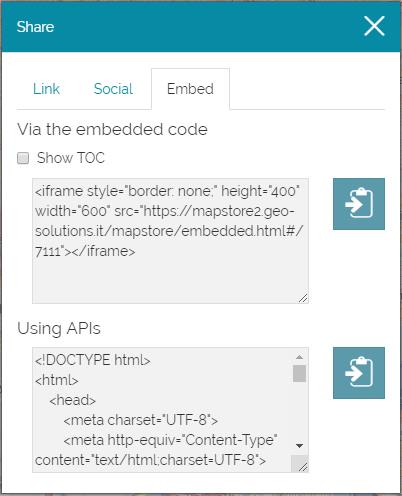 Share
Link Social Embed
Via the embedded code
Show TOC
<iframe style="border: none;" height="400"
width="600" src="https://mapstore2.geo-
solutions.it/mapstore/embedded.html#/
7111"></iframe>
Using APIs
<!DOCTYPE html>
<html>
<head>
<meta charset="UTF-8">
<meta http-equiv="Content-Type"
content="text/html;charset=UTF-8">